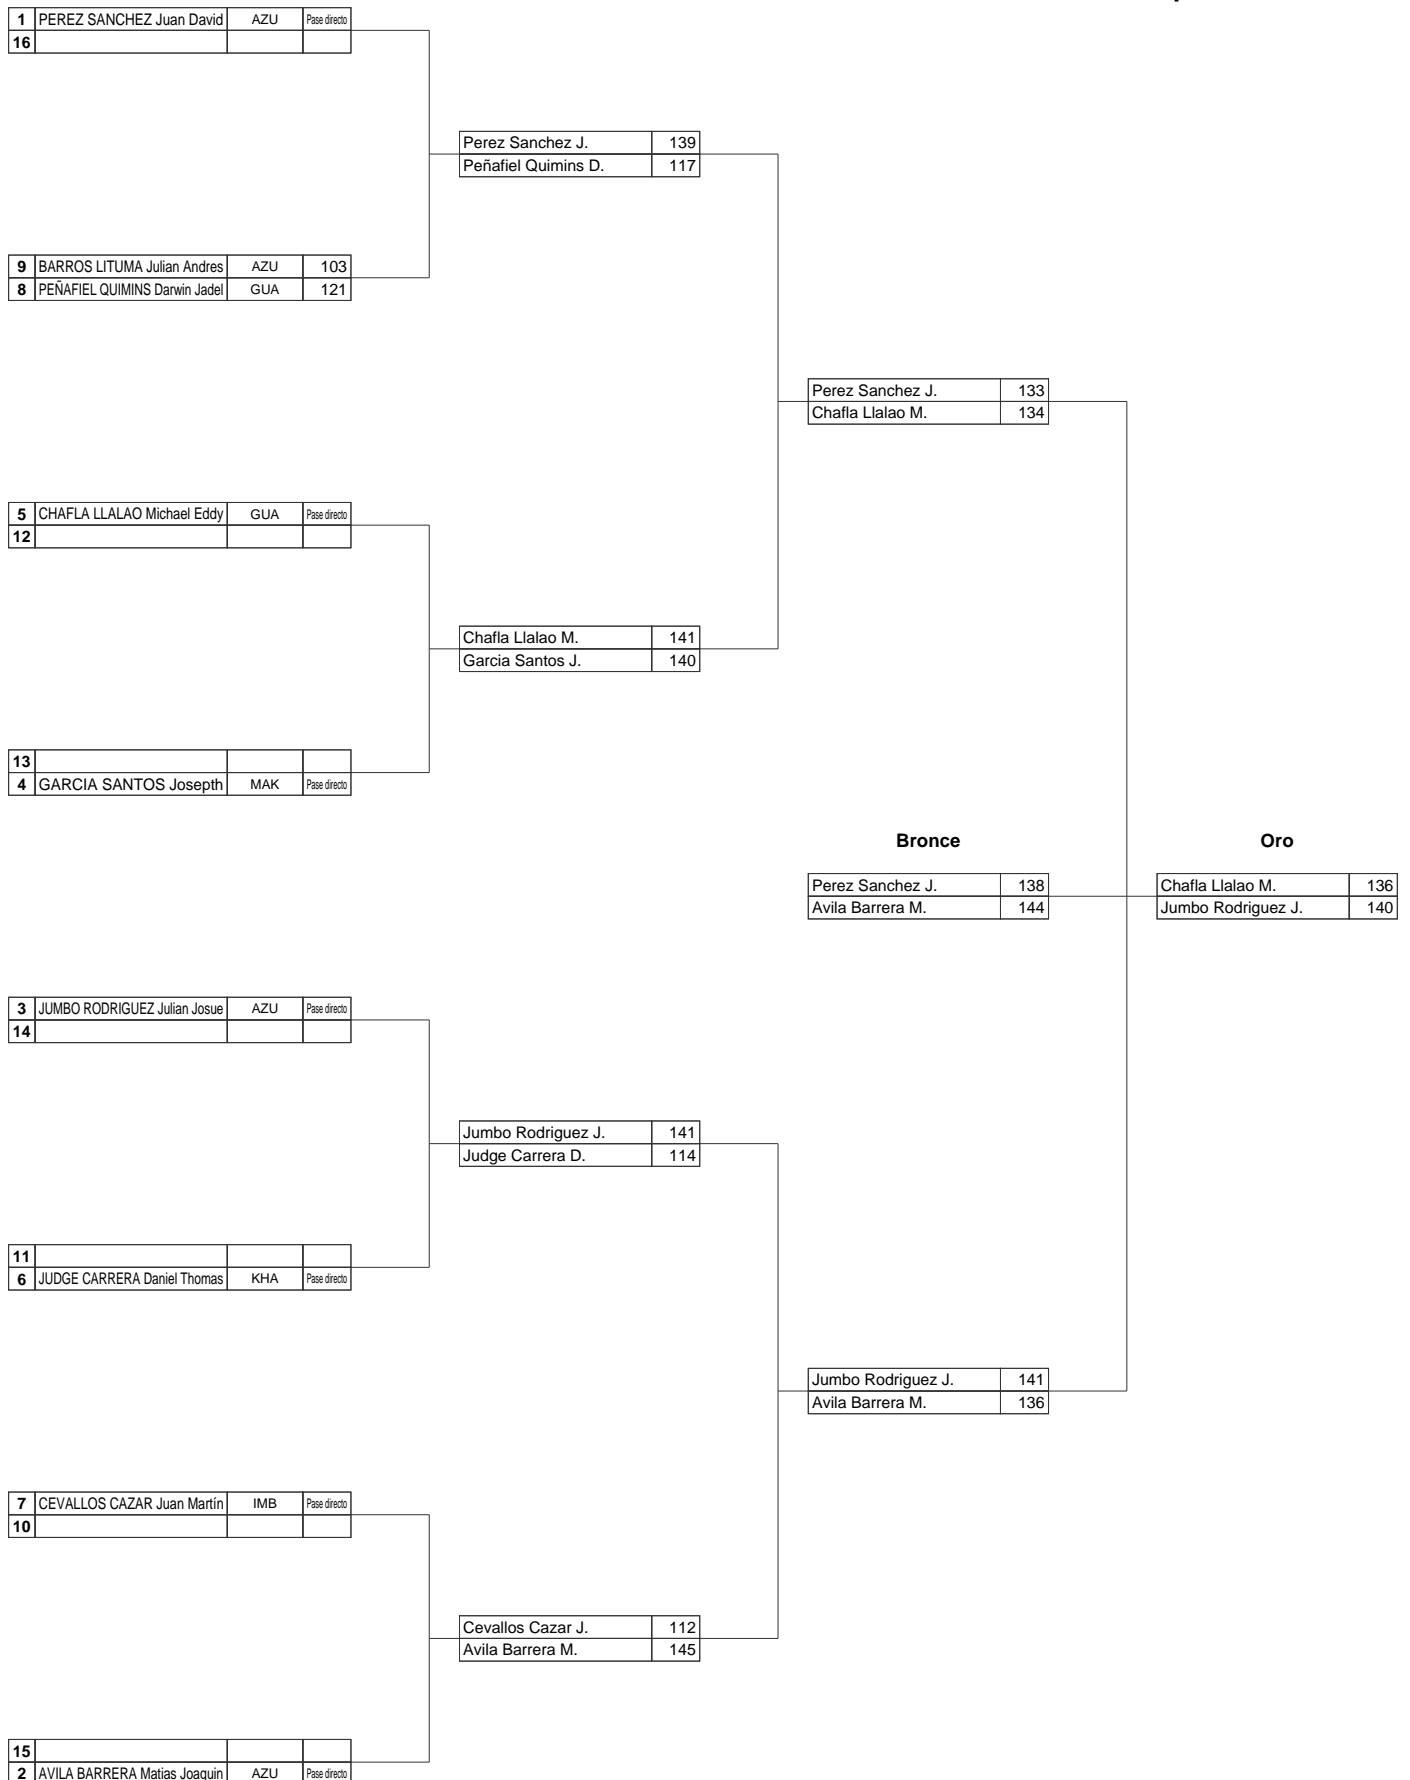 1 PEREZ SANCHEZ Juan David AZU Pase directo
16
Perez Sanchez J. 139
Peñafiel Quimins D. 117
9 BARROS LITUMA Julian Andres AZU 103
8 PEÑAFIEL QUIMINS Darwin Jadel GUA 121
Perez Sanchez J. 133
Chafla Llalao M. 134
5 CHAFLA LLALAO Michael Eddy GUA Pase directo
12
Chafla Llalao M. 141
Garcia Santos J. 140
13
4 GARCIA SANTOS Josepth MAK Pase directo
Bronce Oro
Perez Sanchez J. 138 Chafla Llalao M. 136
Avila Barrera M. 144 Jumbo Rodriguez J. 140
3 JUMBO RODRIGUEZ Julian Josue AZU Pase directo
14
Jumbo Rodriguez J. 141
Judge Carrera D. 114
11
6 JUDGE CARRERA Daniel Thomas KHA Pase directo
Jumbo Rodriguez J. 141
Avila Barrera M. 136
7 CEVALLOS CAZAR Juan Martín IMB Pase directo
10
Cevallos Cazar J. 112
Avila Barrera M. 145
15
2 AVILA BARRERA Matias Joaquin AZU Pase directo